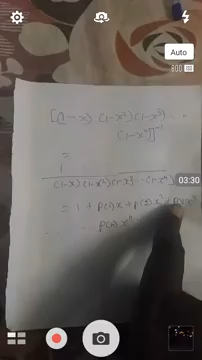 Auto
800
03:30
[(1-x)(1-x²)(1-x³)...
(1-xⁿ)]⁻¹
=
1
(1-x)(1-x²)(1-x³)...(1-xⁿ)
= 1 + P(1)x + P(2)x² + P(3)x³
.. P(n)xⁿ